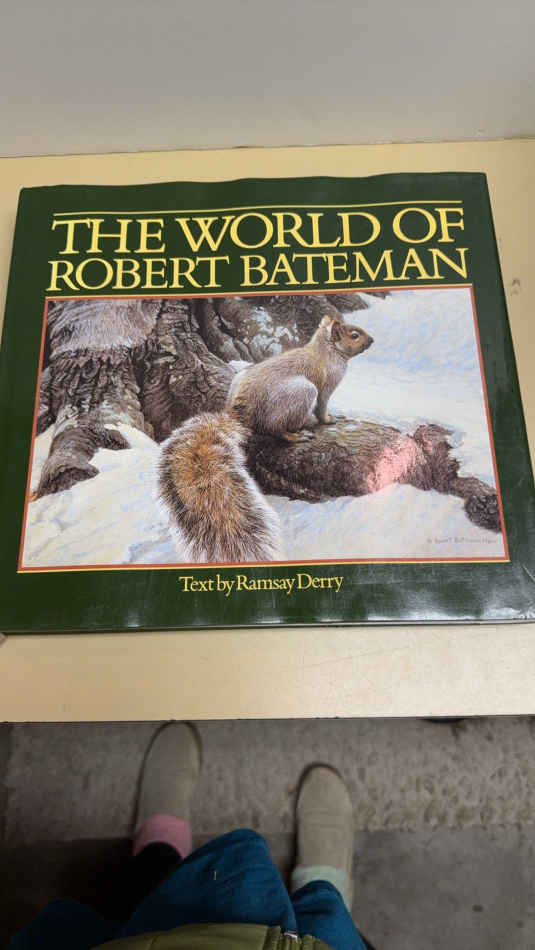 THE WORLD OF
ROBERT BATEMAN
Text by Ramsay Derry